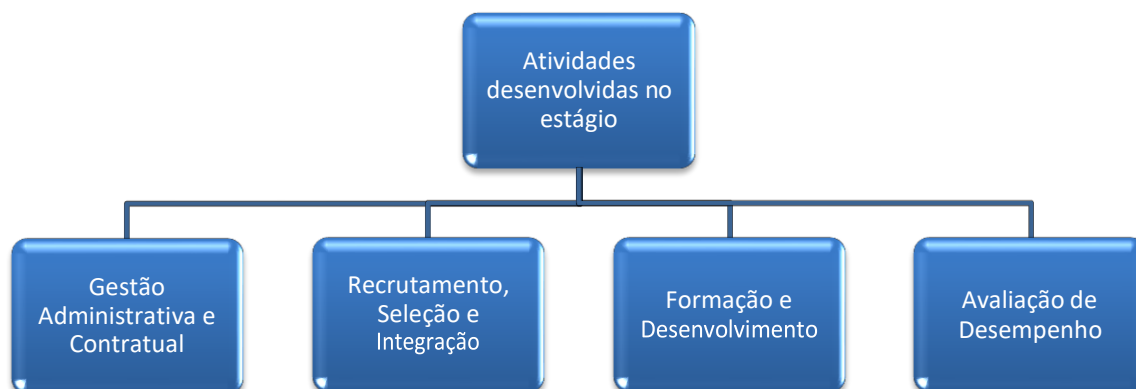 Atividades
desenvolvidas no
estágio
Gestão
Administrativa e
Contratual
Recrutamento,
Seleção e
Integração
Formação e
Desenvolvimento
Avaliação de
Desempenho